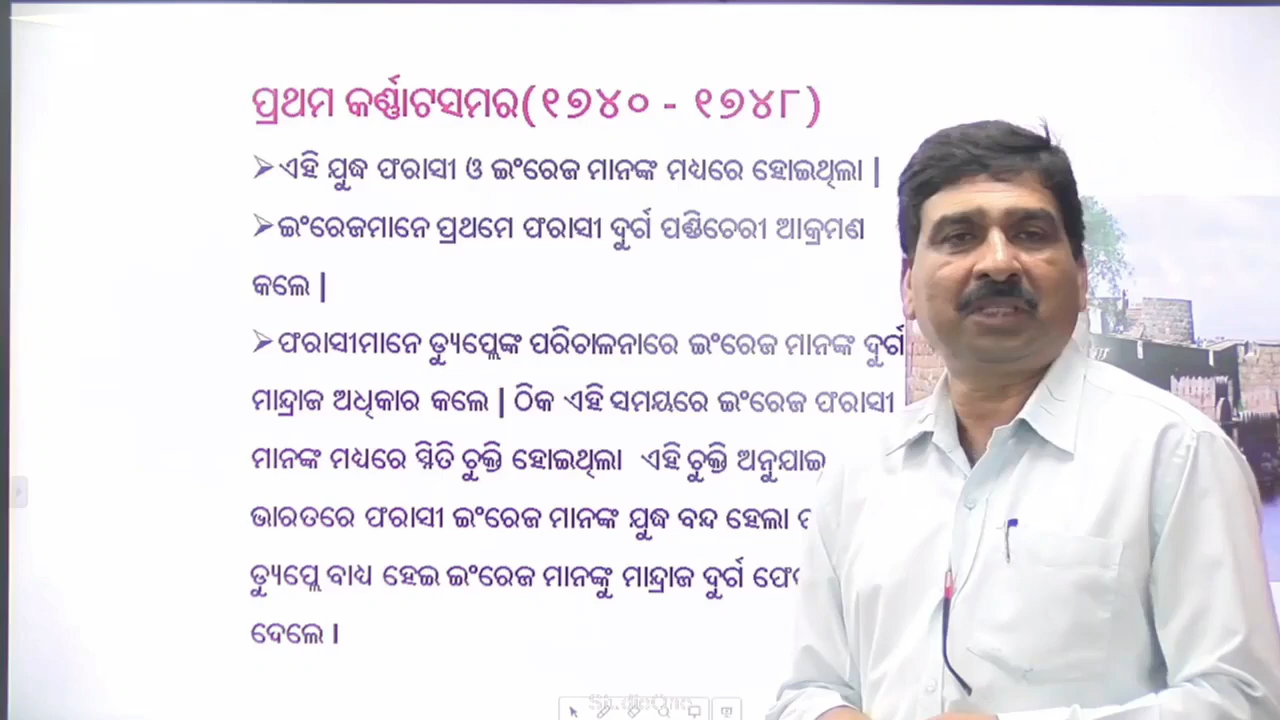 ପ୍ରଥମ କର୍ଣ୍ଣାଟସମର(୧୭୪୦ - ୧୭୪୮)
➢ ଏହି ଯୁଦ୍ଧ ଫରାସୀ ଓ ଇଂରେଜ ମାନଙ୍କ ମଧ୍ୟରେ ହୋଇଥିଲା |
➢ ଇଂରେଜମାନେ ପ୍ରଥମେ ଫରାସୀ ଦୁର୍ଗ ପଣ୍ଡିଚେରୀ ଆକ୍ରମଣ
କଲେ |
➢ ଫରାସୀମାନେ ଡୁ୍ୟପ୍ଲେଙ୍କ ପରିଚାଳନାରେ ଇଂରେଜ ମାନଙ୍କ ଦୁର୍ଗ
ମାନ୍ଦ୍ରାଜ ଅଧିକାର କଲେ | ଠିକ ଏହି ସମୟରେ ଇଂରେଜ ଫରାସୀ
ମାନଙ୍କ ମଧ୍ୟରେ ସ୍ନିତି ଚୁକ୍ତି ହୋଇଥିଲା ଏହି ଚୁକ୍ତି ଅନୁଯାଇ
ଭାରତରେ ଫରାସୀ ଇଂରେଜ ମାନଙ୍କ ଯୁଦ୍ଧ ବନ୍ଦ ହେଲା
ଡୁ୍ୟପ୍ଲେ ବାଧ୍ୟ ହେଇ ଇଂରେଜ ମାନଙ୍କୁ ମାନ୍ଦ୍ରାଜ ଦୁର୍ଗ
ଦେଲେ ।